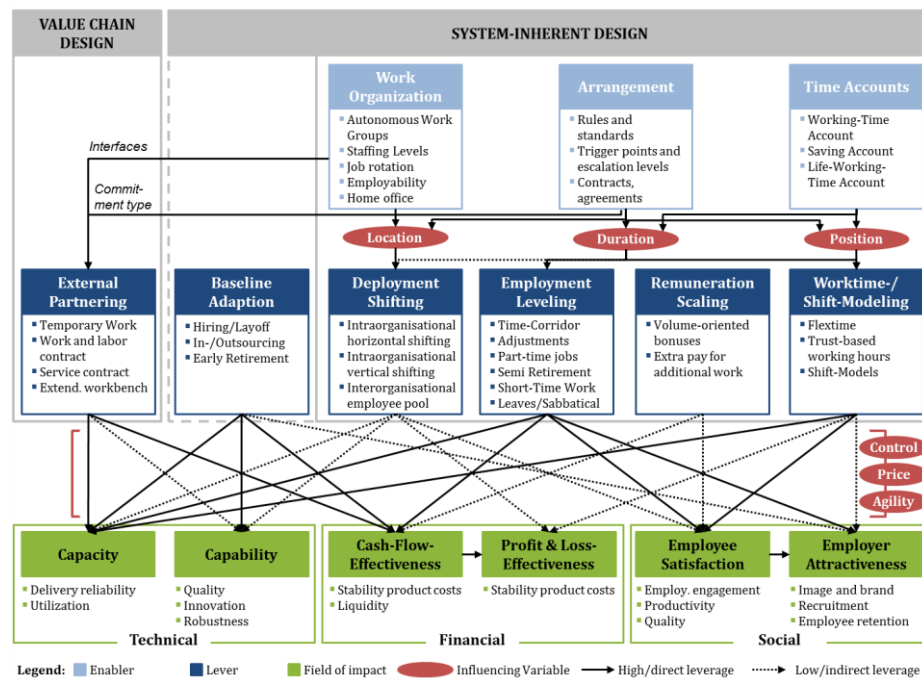 VALUE CHAIN
DESIGN
SYSTEM-INHERENT DESIGN
Work
Organization
Autonomous Work
Groups
Staffing Levels
Job rotation
Employability
Home office
Arrangement
Rules and
standards
Trigger points and
escalation levels
Contracts,
agreements
Time Accounts
Working-Time
Account
Saving Account
Life-Working-
Time Account
Interfaces
Commit-
ment type
Location
Duration
Position
External
Partnering
Temporary Work
Work and labor
contract
Service contract
Extend. workbench
Baseline
Adaption
Hiring/Layoff
In-/Outsourcing
Early Retirement
Deployment
Shifting
Intraorganisational
horizontal shifting
Intraorganisational
vertical shifting
Interorganisational
employee pool
Employment
Leveling
Time-Corridor
Adjustments
Part-time jobs
Semi Retirement
Short-Time Work
Leaves/Sabbatical
Remuneration
Scaling
Volume-oriented
bonuses
Extra pay for
additional work
Worktime-/
Shift-Modeling
Flextime
Trust-based
working hours
Shift-Models
Control
Price
Agility
Capacity
Delivery reliability
Utilization
Capability
Quality
Innovation
Robustness
Technical
Cash-Flow-
Effectiveness
Stability product costs
Liquidity
Profit & Loss-
Effectiveness
Stability product costs
Financial
Employee
Satisfaction
Employ. engagement
Productivity
Quality
Employer
Attractiveness
Image and brand
Recruitment
Employee retention
Social
Legend: Enabler Lever Field of impact Influencing Variable High/direct leverage Low/indirect leverage